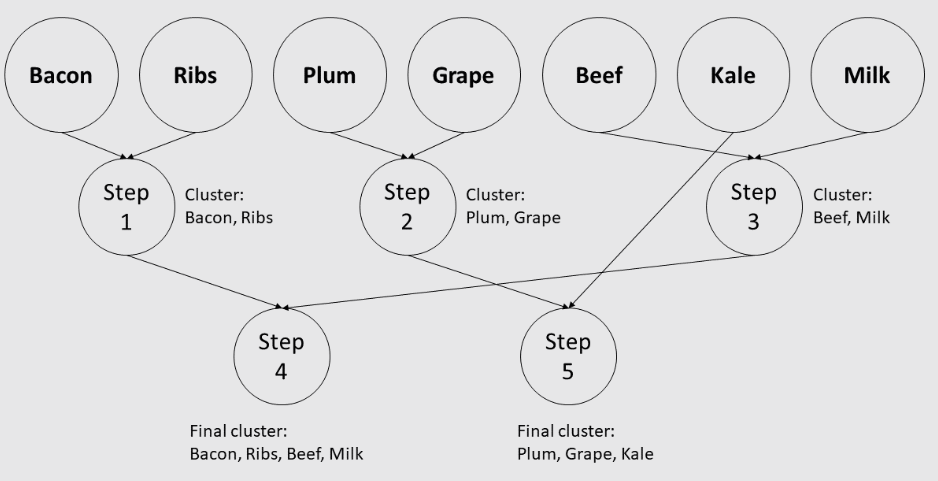 Bacon
Ribs
Plum
Grape
Beef
Kale
Milk
Step
1
Cluster:
Bacon, Ribs
Step
2
Cluster:
Plum, Grape
Step
3
Cluster:
Beef, Milk
Step
4
Final cluster:
Bacon, Ribs, Beef, Milk
Step
5
Final cluster:
Plum, Grape, Kale